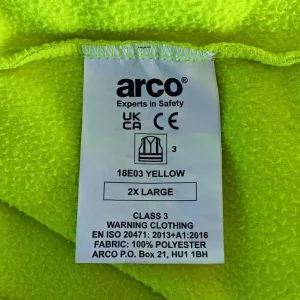 arco®
Experts in Safety
UK
CA CE
3
18E03 YELLOW
2X LARGE
CLASS 3
WARNING CLOTHING
EN ISO 20471: 2013+A1:2016
FABRIC: 100% POLYESTER
ARCO P.O. Box 21, HU1 1BH